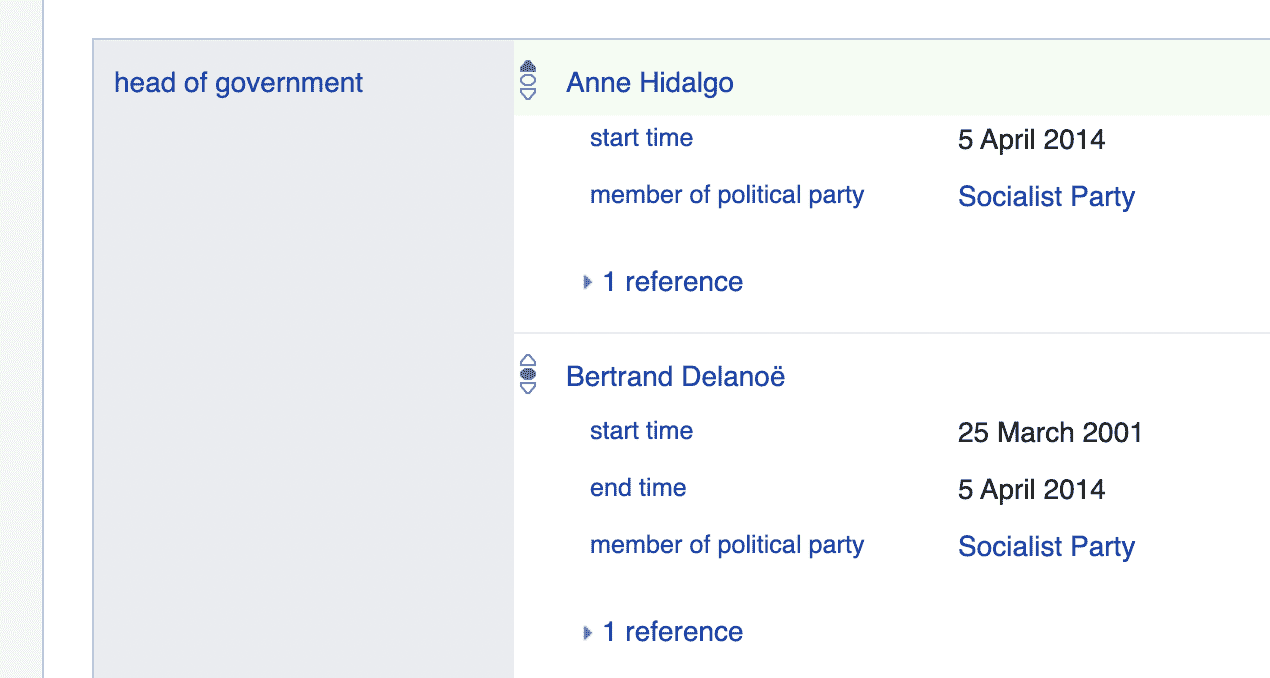 head of government
Anne Hidalgo
start time 5 April 2014
member of political party Socialist Party
1 reference
Bertrand Delanoë
start time 25 March 2001
end time 5 April 2014
member of political party Socialist Party
1 reference